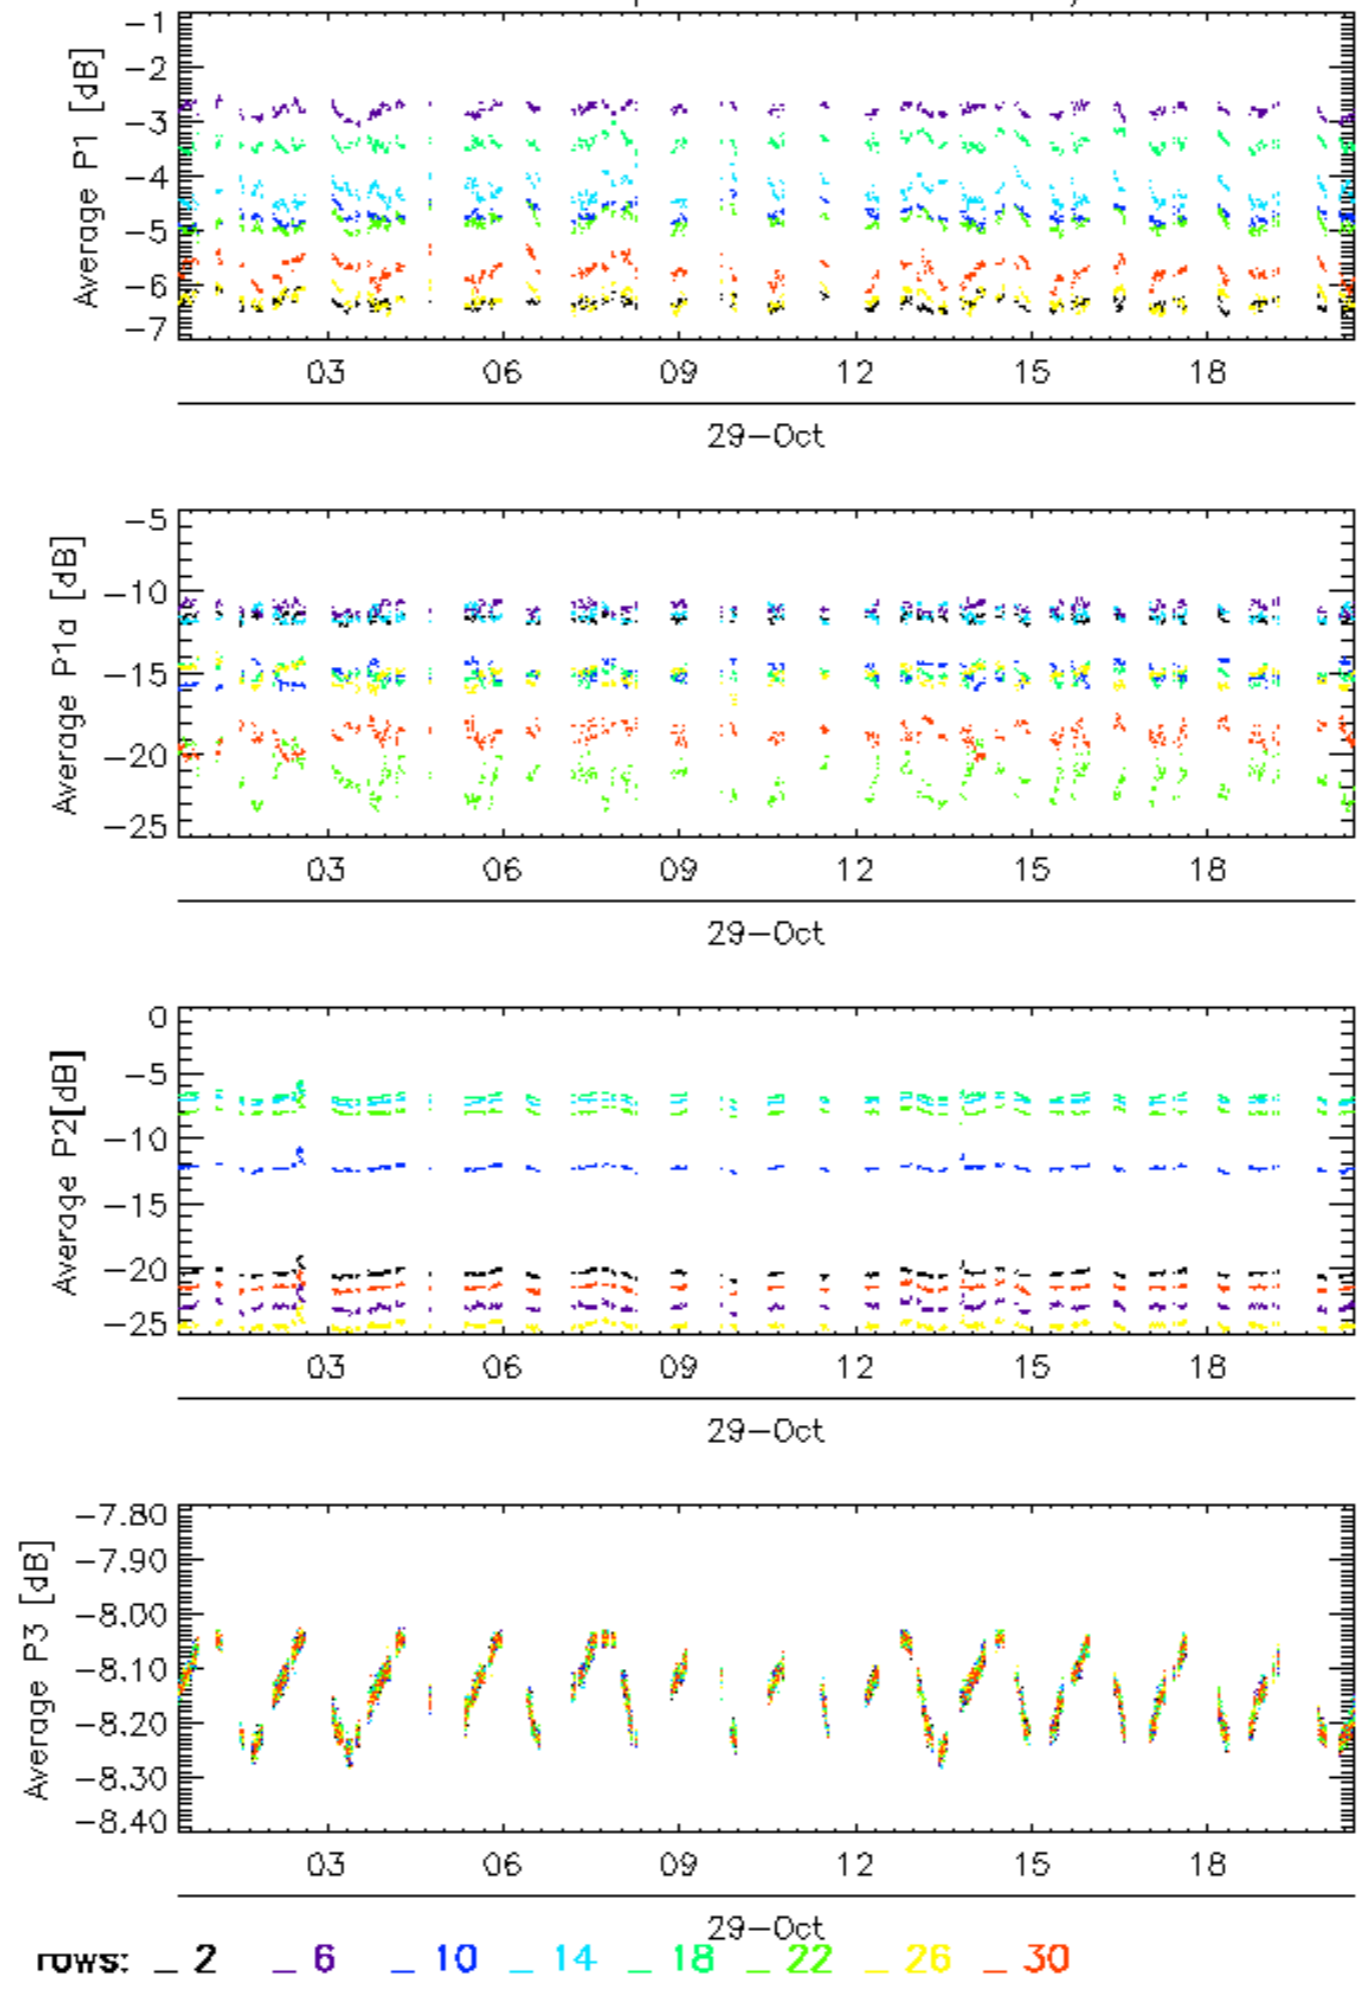 Average P1 [dB]
−1
−2
−3
−4
−5
−6
−7
03 06 09 12 15 18
29−Oct
Average P1a [dB]
−5
−10
−15
−20
−25
03 06 09 12 15 18
29−Oct
Average P2[dB]
0
−5
−10
−15
−20
−25
03 06 09 12 15 18
29−Oct
Average P3 [dB]
−7.80
−7.90
−8.00
−8.10
−8.20
−8.30
−8.40
03 06 09 12 15 18
29−Oct
rows: _ 2 _ 6 _ 10 _ 14 _ 18 _ 22 _ 26 _ 30